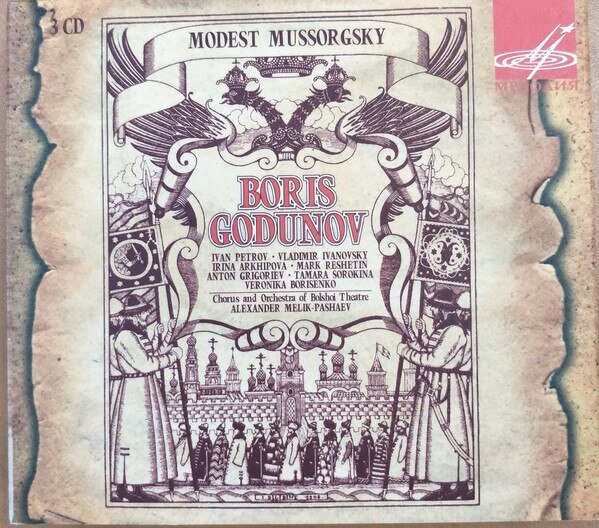 3 CD
MODEST MUSSORGSKY
МЕЛОДИЯ
BORIS
GODUNOV
IVAN PETROV · VLADIMIR IVANOVSKY
IRINA ARKHIPOVA · MARK RESHETIN
ANTON GRIGORIEV · TAMARA SOROKINA
VERONIKA BORISENKO
Chorus and Orchestra of Bolshoi Theatre
ALEXANDER MELIK-PASHAEV